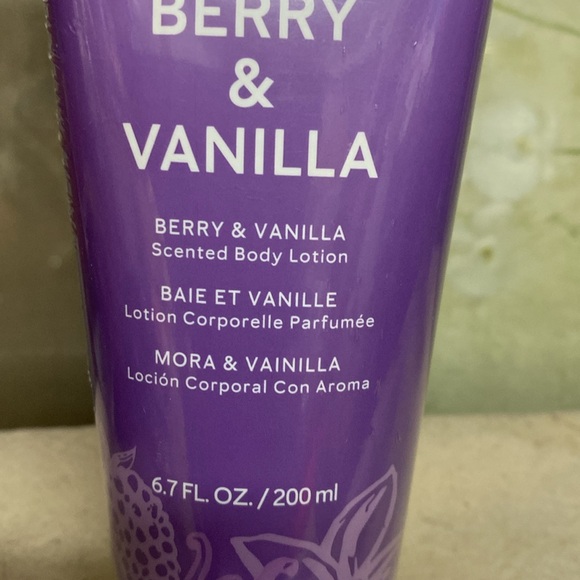 BERRY
&
VANILLA
BERRY & VANILLA
Scented Body Lotion
BAIE ET VANILLE
Lotion Corporelle Parfumée
MORA & VAINILLA
Loción Corporal Con Aroma
6.7 FL. OZ. / 200 ml